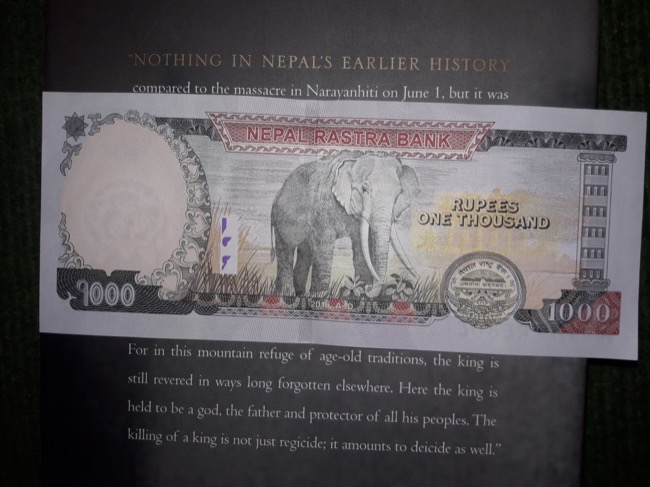 "NOTHING IN NEPAL'S EARLIER HISTORY
compared to the massacre in Narayanhiti on June 1, but it was
NEPAL RASTRA BANK
RUPEES
ONE THOUSAND
1000
1000
For in this mountain refuge of age-old traditions, the king is
still revered in ways long forgotten elsewhere. Here the king is
held to be a god, the father and protector of all his peoples. The
killing of a king is not just regicide; it amounts to deicide as well."